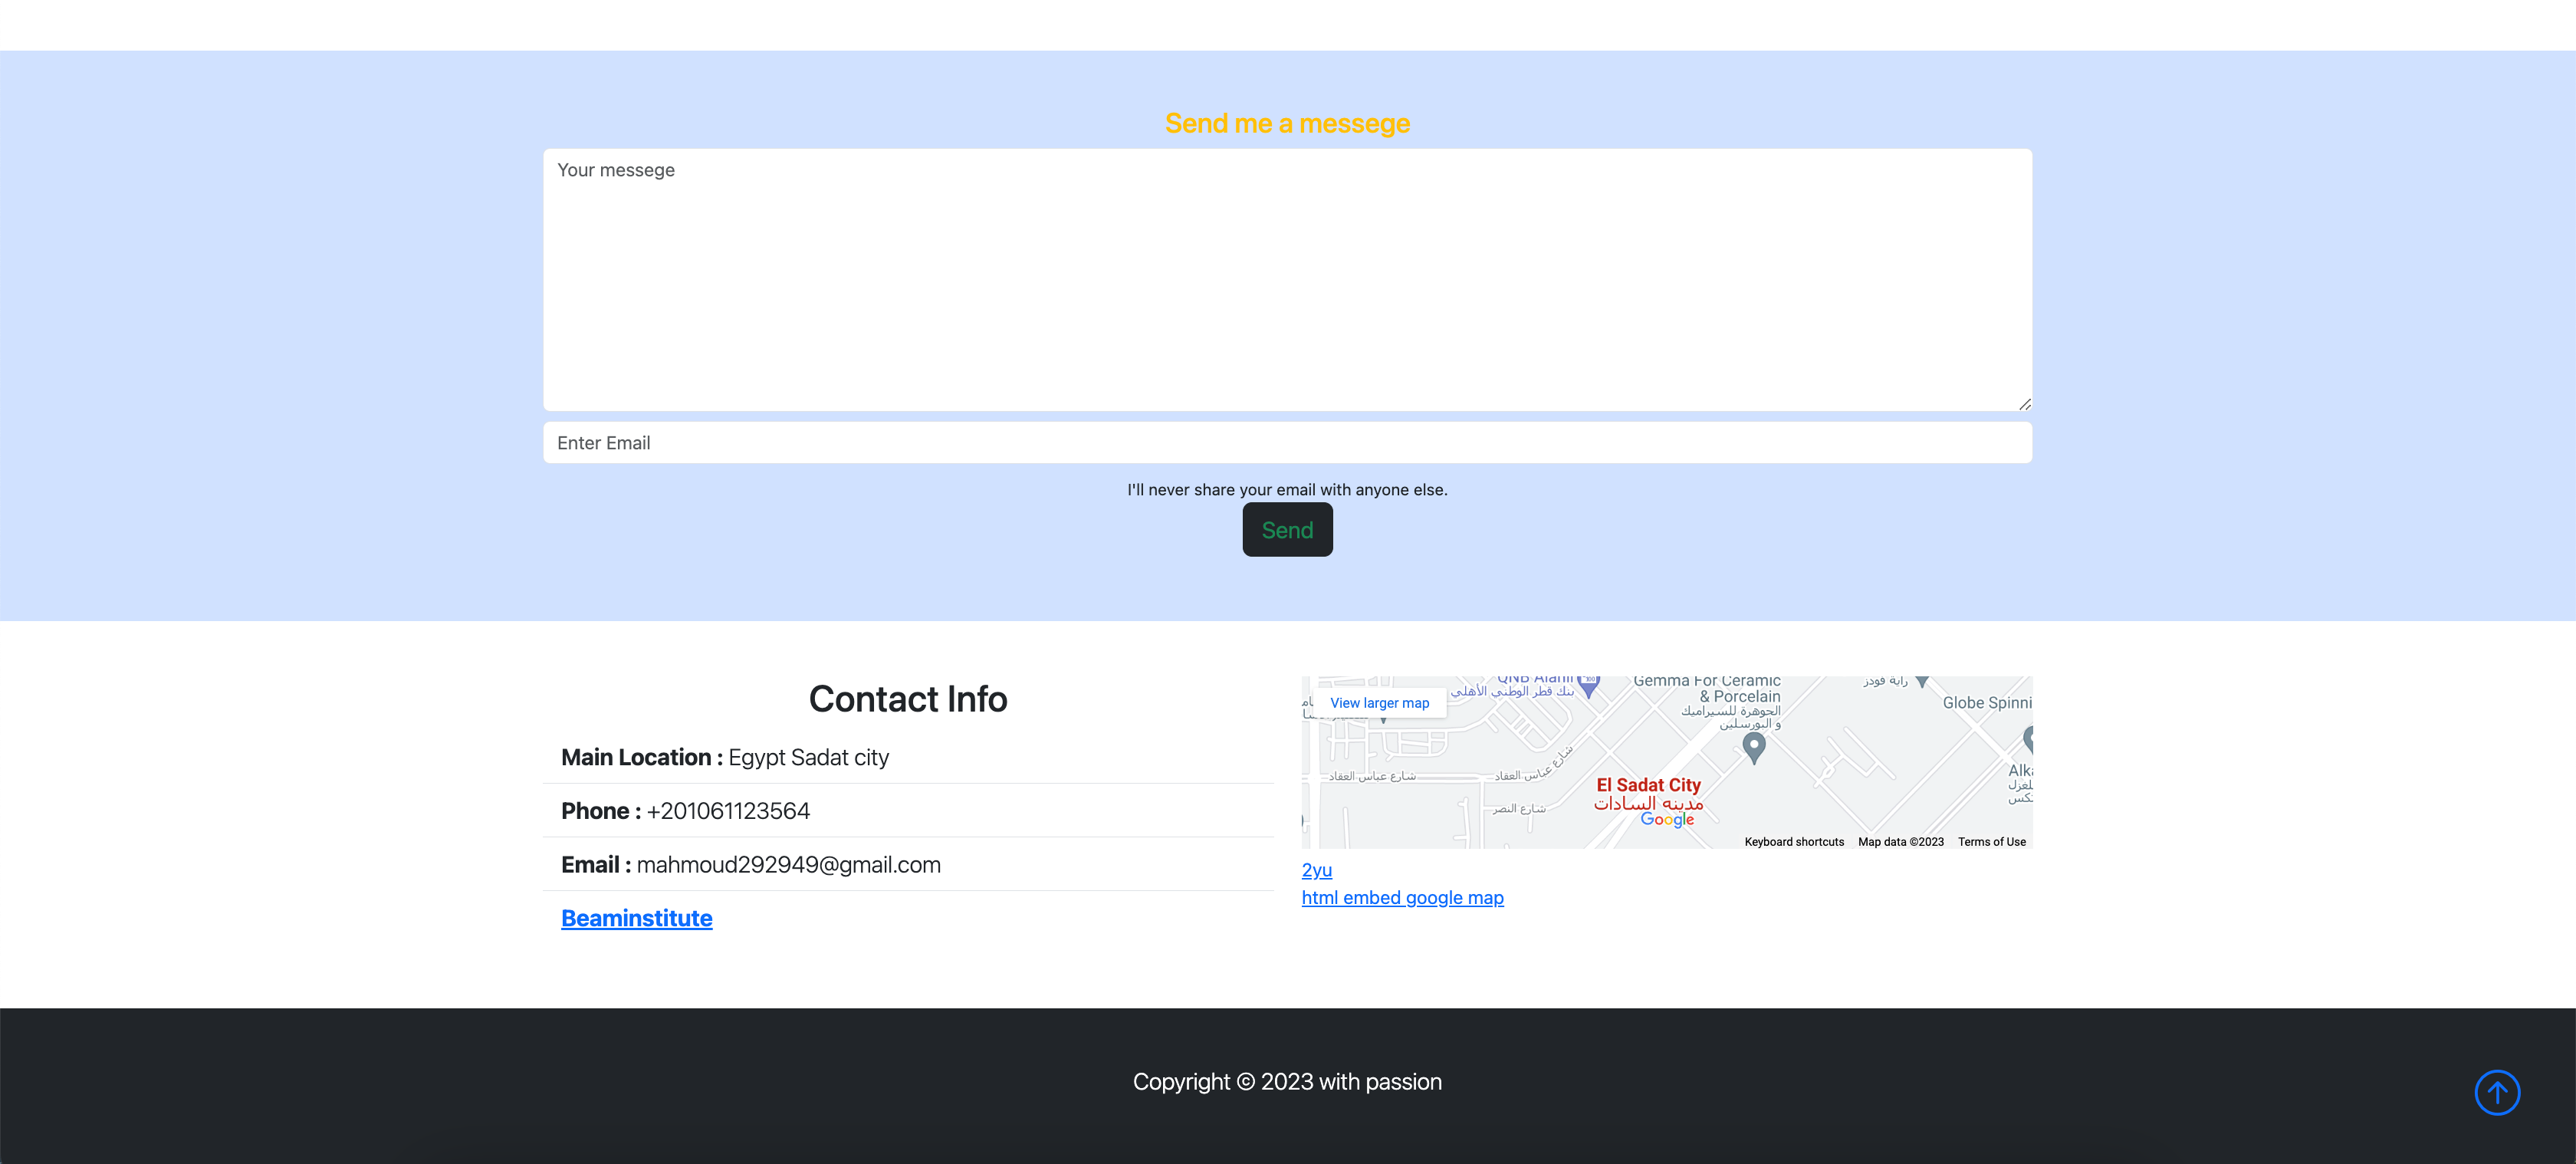 Send me a messege
Your messege
Enter Email
I'll never share your email with anyone else.
Send
Contact Info
Main Location : Egypt Sadat city
Phone : +201061123564
Email : mahmoud292949@gmail.com
Beaminstitute
View larger map
QNB Alahli
بنك قطر الوطني الأهلي
Gemma For Ceramic
& Porcelain
الجوهرة للسيراميك
و البورسلين
راية فودز
Globe Spinni
شارع عباس العقاد
شارع عباس العقاد
شارع عباس العقاد
شارع النصر
El Sadat City
مدينه السادات
Google
Keyboard shortcuts
Map data ©2023
Terms of Use
2yu
html embed google map
Copyright © 2023 with passion